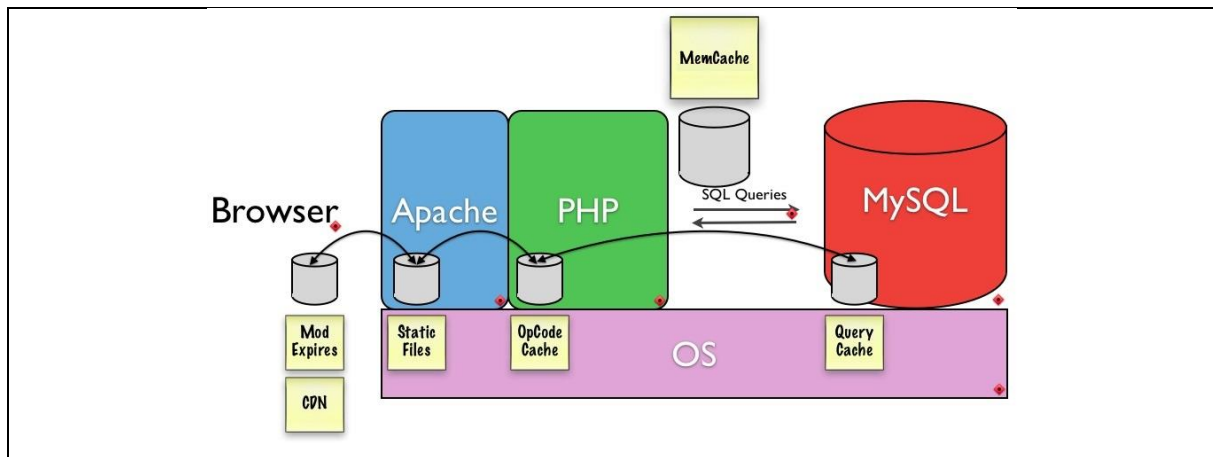 MemCache
SQL Queries
Browser
Apache
PHP
MySQL
Mod
Expires
Static
Files
OpCode
Cache
Query
Cache
OS
CDN